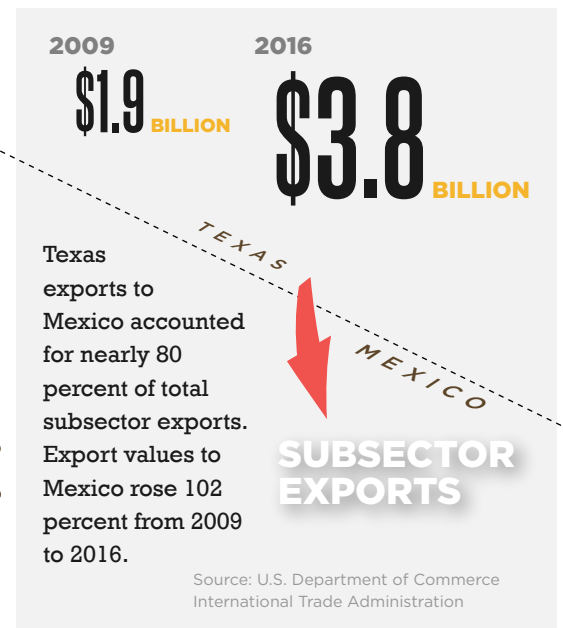 2009
$1.9 BILLION
2016
$3.8 BILLION
TEXAS
MEXICO
Texas
exports to
Mexico accounted
for nearly 80
percent of total
subsector exports.
Export values to
Mexico rose 102
percent from 2009
to 2016.
SUBSECTOR
EXPORTS
Source: U.S. Department of Commerce
International Trade Administration